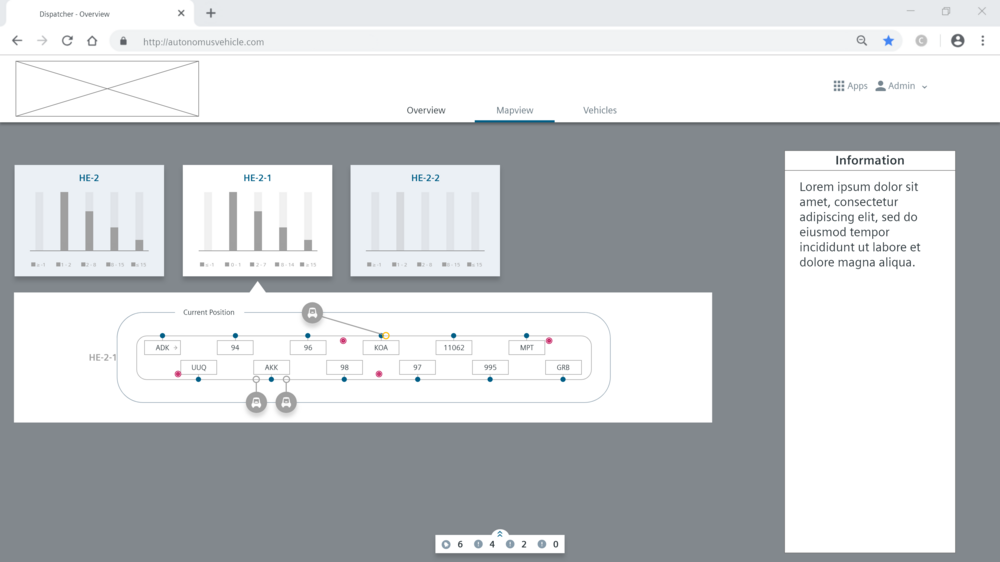 Dispatcher - Overview
http://autonomusvehicle.com
Apps
Admin
Overview
Mapview
Vehicles
HE-2
HE-2-1
HE-2-2
Information
Lorem ipsum dolor sit
amet, consectetur
adipiscing elit, sed do
eiusmod tempor
incididunt ut labore et
dolore magna aliqua.
Current Position
HE-2-1
ADK
94
96
KOA
11062
MPT
UUQ
AKK
98
97
995
GRB
6
4
2
0